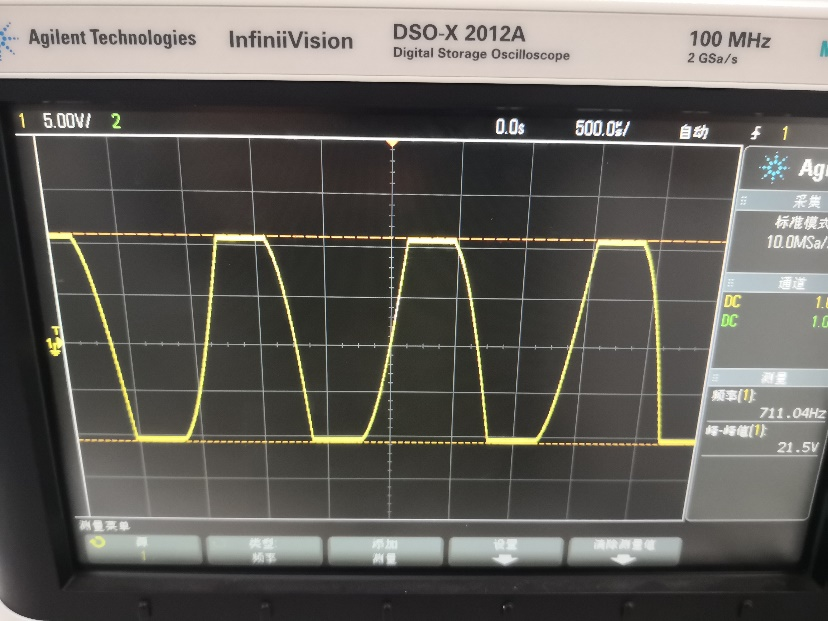 Agilent Technologies InfiniiVision DSO-X 2012A 100 MHz
Digital Storage Oscilloscope 2 GSa/s
1 5.00V/ 2 0.0s 500.0㎲/ 自动 1
采集
标准模式
10.0MSa/
通道
DC 1.0
DC 1.0
测量
频率(1):
711.04Hz
峰-峰值(1):
21.5V
测量菜单
源 类型: 添加 设置 清除测量值
1 频率 测量